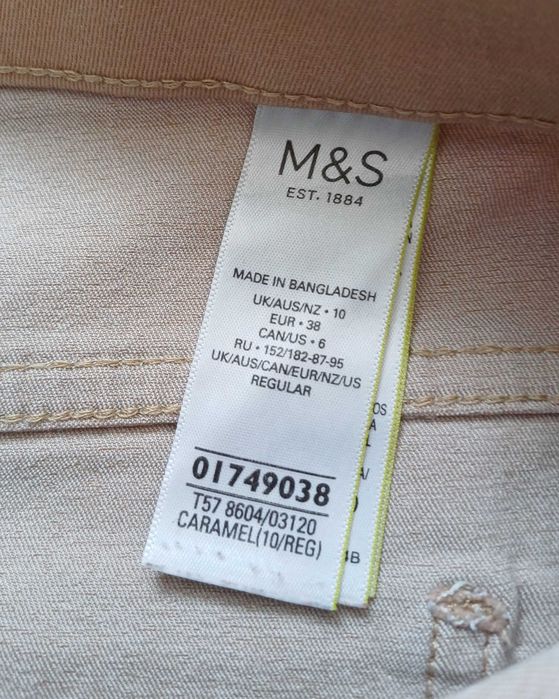 M&S
EST. 1884
MADE IN BANGLADESH
UK/AUS/NZ • 10
EUR • 38
CAN/US • 6
RU • 152/182-87-95
UK/AUS/CAN/EUR/NZ/US
REGULAR
01749038
T57 8604/03120
CARAMEL(10/REG)